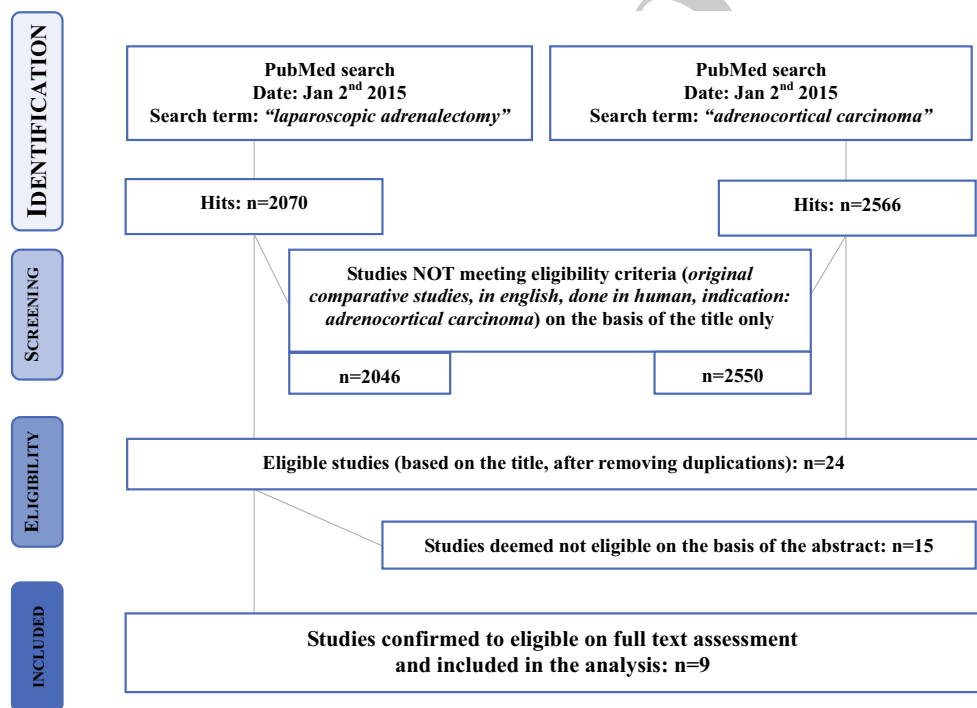 IDENTIFICATION
PubMed search
Date: Jan 2nd 2015
Search term: “laparoscopic adrenalectomy”
PubMed search
Date: Jan 2nd 2015
Search term: “adrenocortical carcinoma”
Hits: n=2070
Hits: n=2566
SCREENING
Studies NOT meeting eligibility criteria (original
comparative studies, in english, done in human, indication:
adrenocortical carcinoma) on the basis of the title only
n=2046
n=2550
ELIGIBILITY
Eligible studies (based on the title, after removing duplications): n=24
Studies deemed not eligible on the basis of the abstract: n=15
INCLUDED
Studies confirmed to eligible on full text assessment
and included in the analysis: n=9